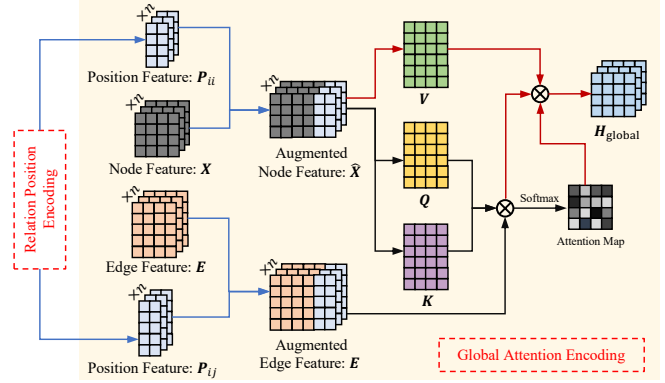 ×n
Position Feature: P_ii
×n
Node Feature: X
Relation Position
Encoding
×n
Edge Feature: E
×n
Position Feature: P_ij
×n
Augmented
Node Feature: X̂
×n
Augmented
Edge Feature: E
V
Q
K
Softmax
Attention Map
H_global
Global Attention Encoding